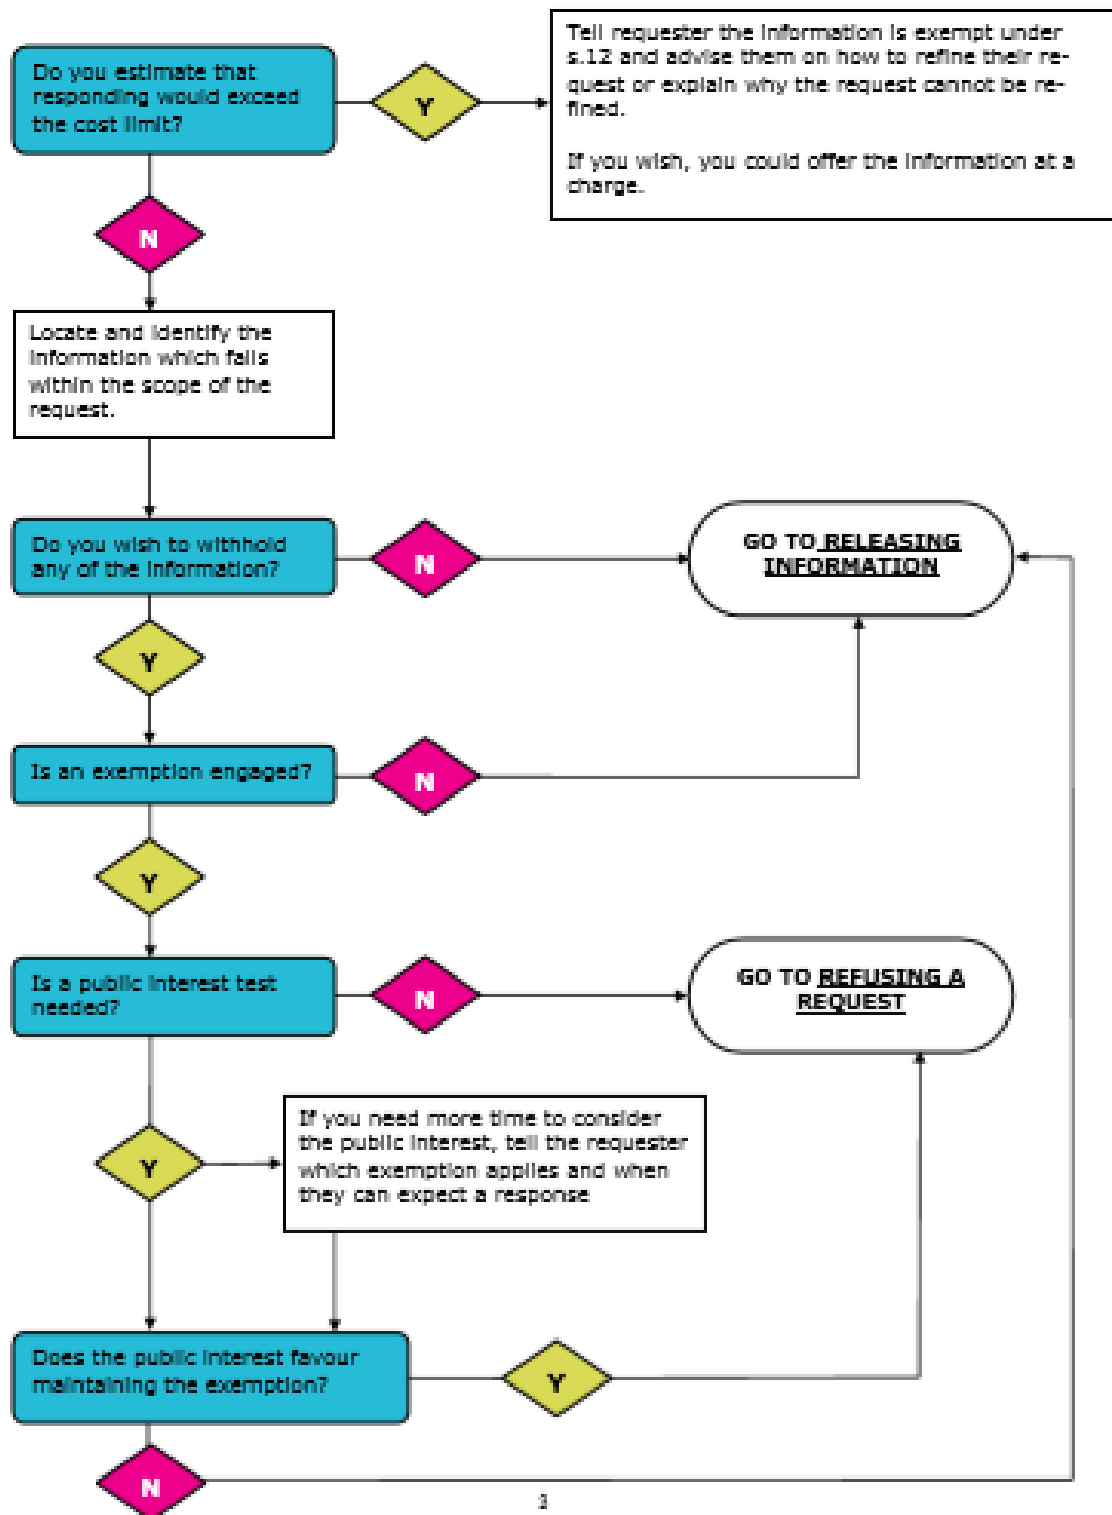 Do you estimate that
responding would exceed
the cost limit?
Y
Tell requester the information is exempt under
s.12 and advise them on how to refine their re-
quest or explain why the request cannot be re-
fined.
If you wish, you could offer the information at a
charge.
N
Locate and identify the
information which falls
within the scope of the
request.
Do you wish to withhold
any of the information?
N
GO TO RELEASING
INFORMATION
Y
Is an exemption engaged?
N
Y
Is a public interest test
needed?
N
GO TO REFUSING A
REQUEST
Y
If you need more time to consider
the public interest, tell the requester
which exemption applies and when
they can expect a response
Does the public interest favour
maintaining the exemption?
Y
N
3